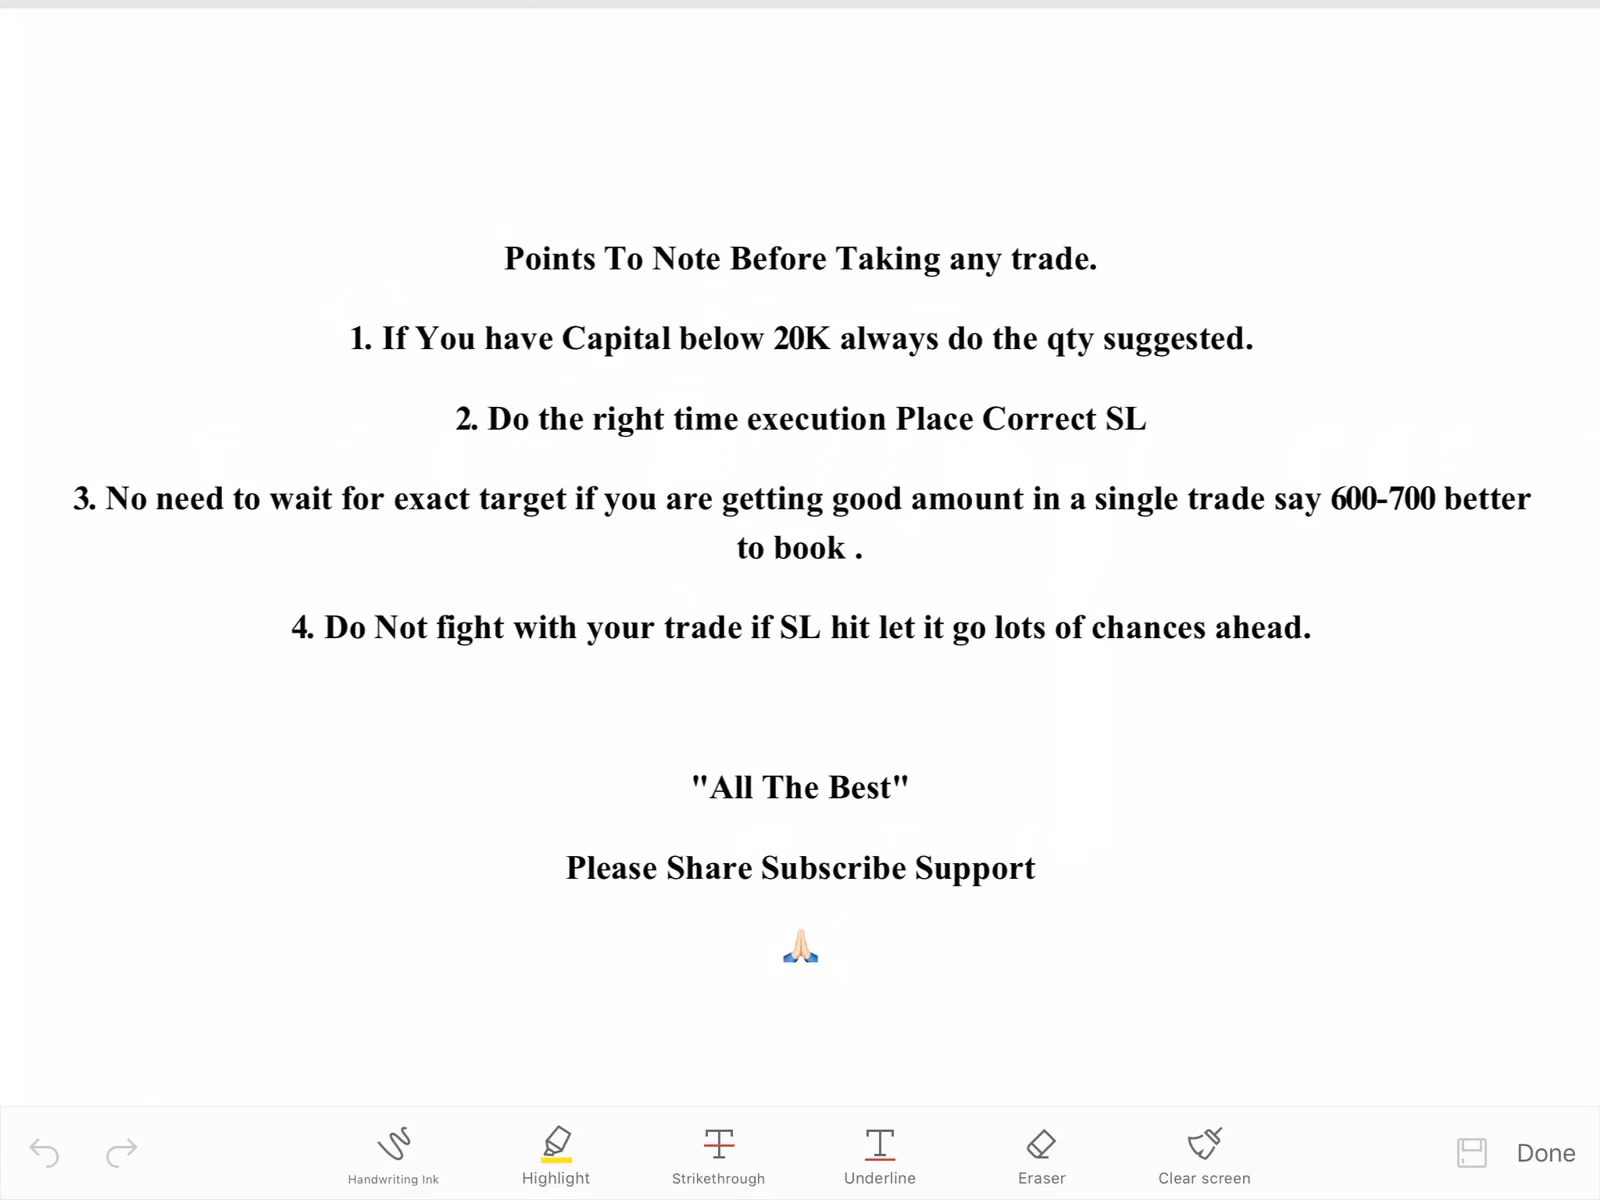 Points To Note Before Taking any trade.
1. If You have Capital below 20K always do the qty suggested.
2. Do the right time execution Place Correct SL
3. No need to wait for exact target if you are getting good amount in a single trade say 600-700 better
to book .
4. Do Not fight with your trade if SL hit let it go lots of chances ahead.
"All The Best"
Please Share Subscribe Support
🙏🏻
Handwriting Ink
Highlight
Strikethrough
Underline
Eraser
Clear screen
Done